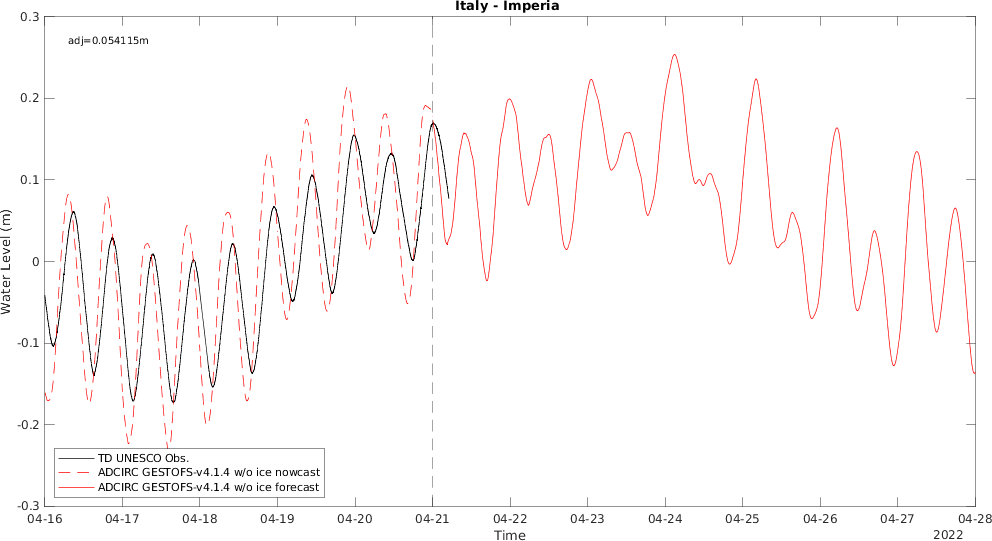 Italy - Imperia
adj=0.054115m
0.3
0.2
0.1
0
-0.1
-0.2
-0.3
Water Level (m)
TD UNESCO Obs.
ADCIRC GESTOFS-v4.1.4 w/o ice nowcast
ADCIRC GESTOFS-v4.1.4 w/o ice forecast
04-16 04-17 04-18 04-19 04-20 04-21 04-22 04-23 04-24 04-25 04-26 04-27 04-28
Time
2022